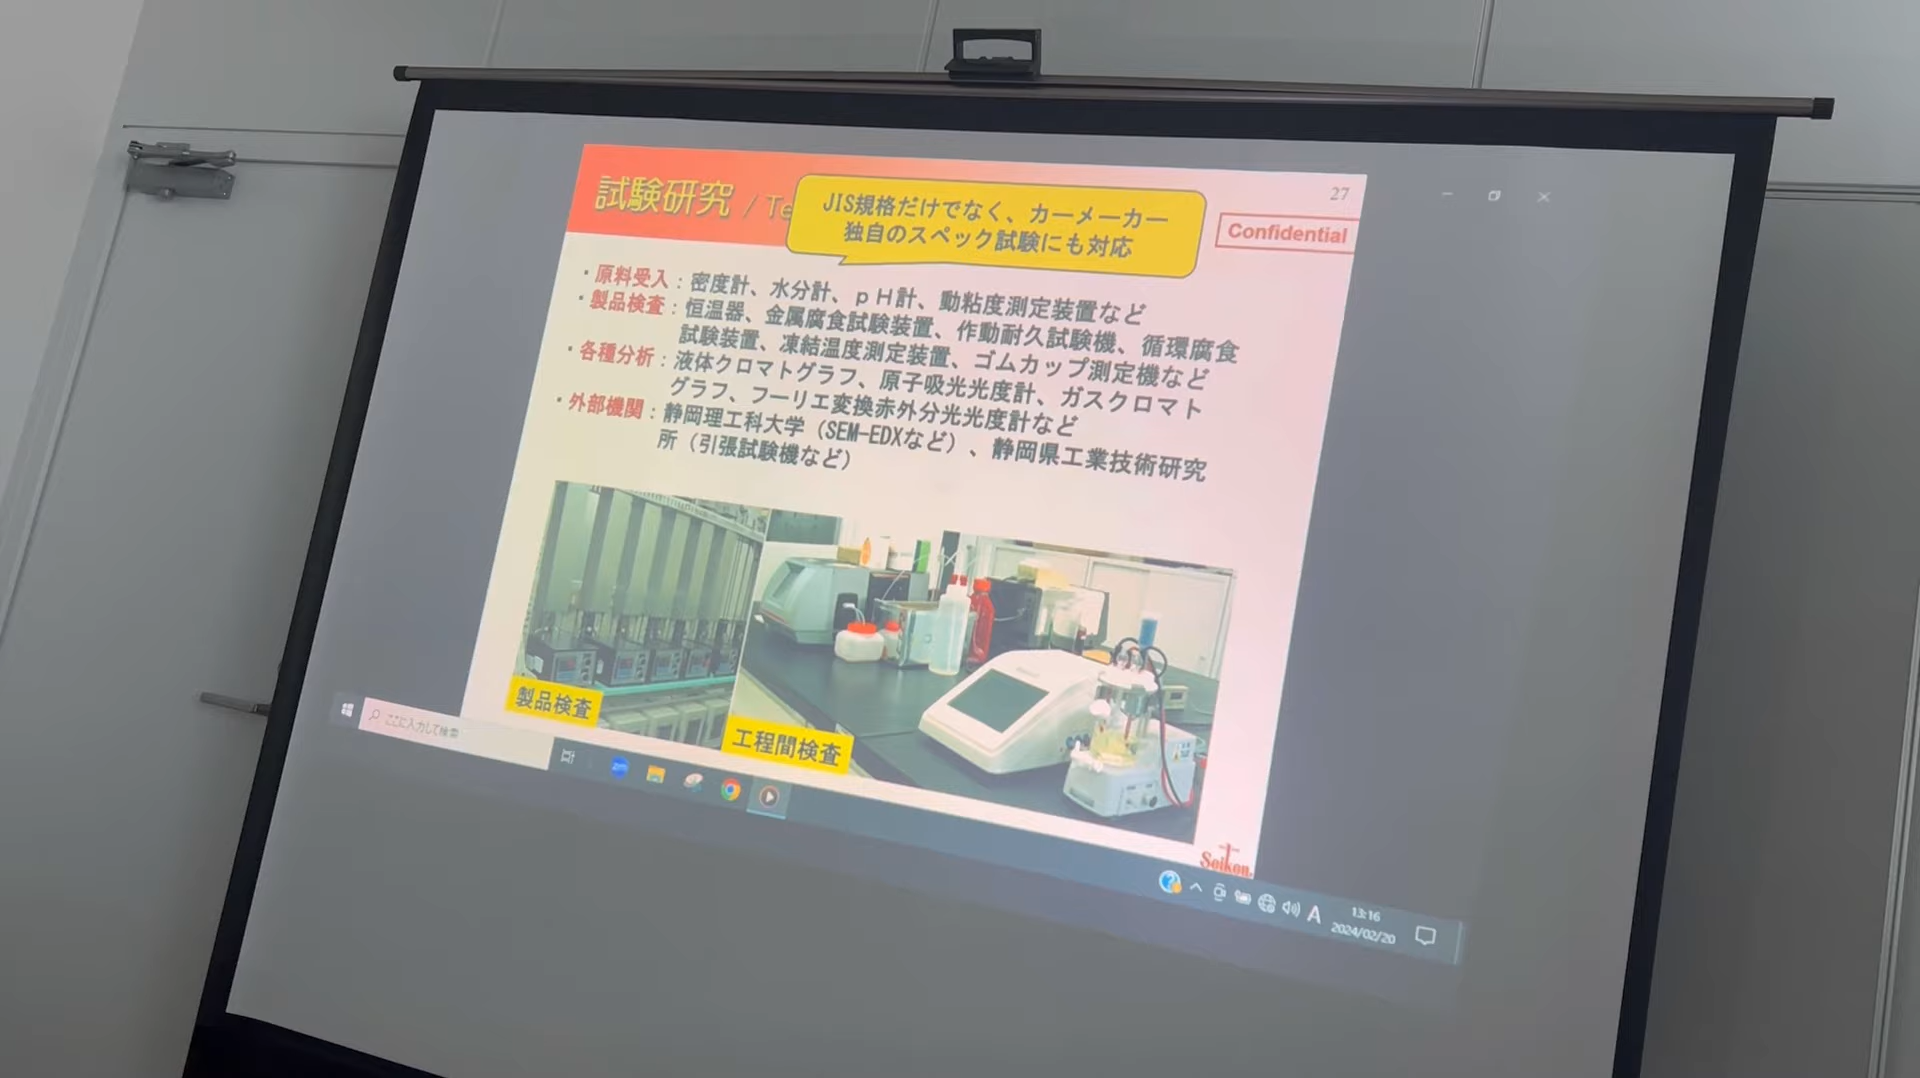 試験研究 / Te
JIS規格だけでなく、カーメーカー
独自のスペック試験にも対応
27
Confidential
・原料受入：密度計、水分計、ｐＨ計、動粘度測定装置など
・製品検査：恒温器、金属腐食試験装置、作動耐久試験機、循環腐食
試験装置、凍結温度測定装置、ゴムカップ測定機など
・各種分析：液体クロマトグラフ、原子吸光光度計、ガスクロマト
グラフ、フーリエ変換赤外分光光度計など
・外部機関：静岡理工科大学（SEM-EDXなど）、静岡県工業技術研究
所（引張試験機など）
製品検査
工程間検査
Seiken.
ここに入力して検索
A
13:16
2024/02/20